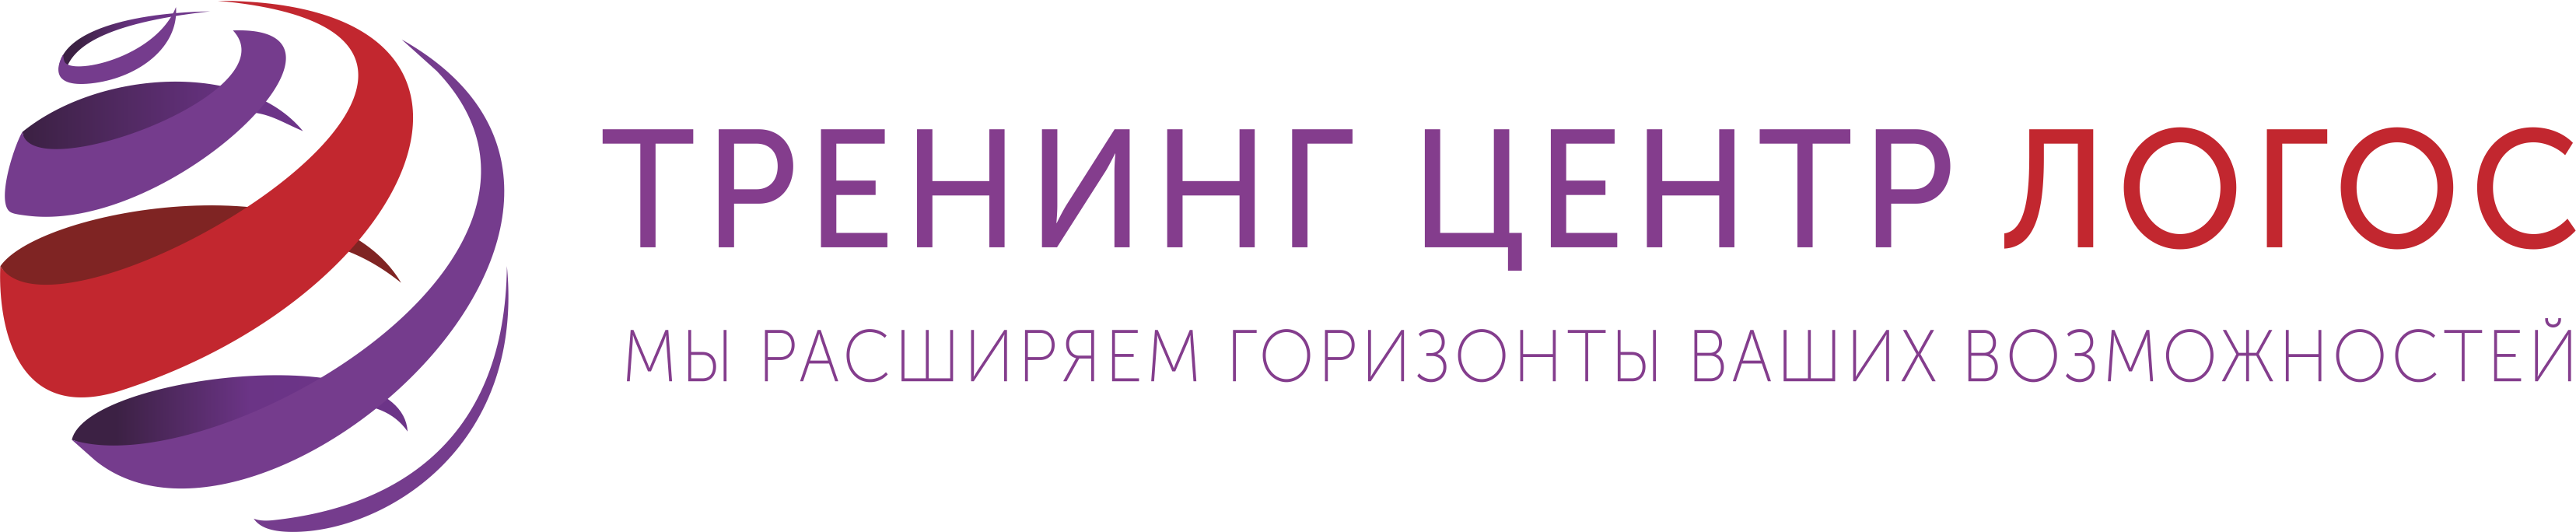 ТРЕНИНГ ЦЕНТР ЛОГОС
МЫ РАСШИРЯЕМ ГОРИЗОНТЫ ВАШИХ ВОЗМОЖНОСТЕЙ